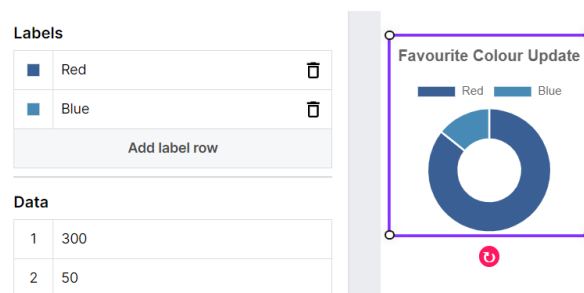 Labels
Red
Blue
Add label row
Data
1 300
2 50
Favourite Colour Update
Red Blue